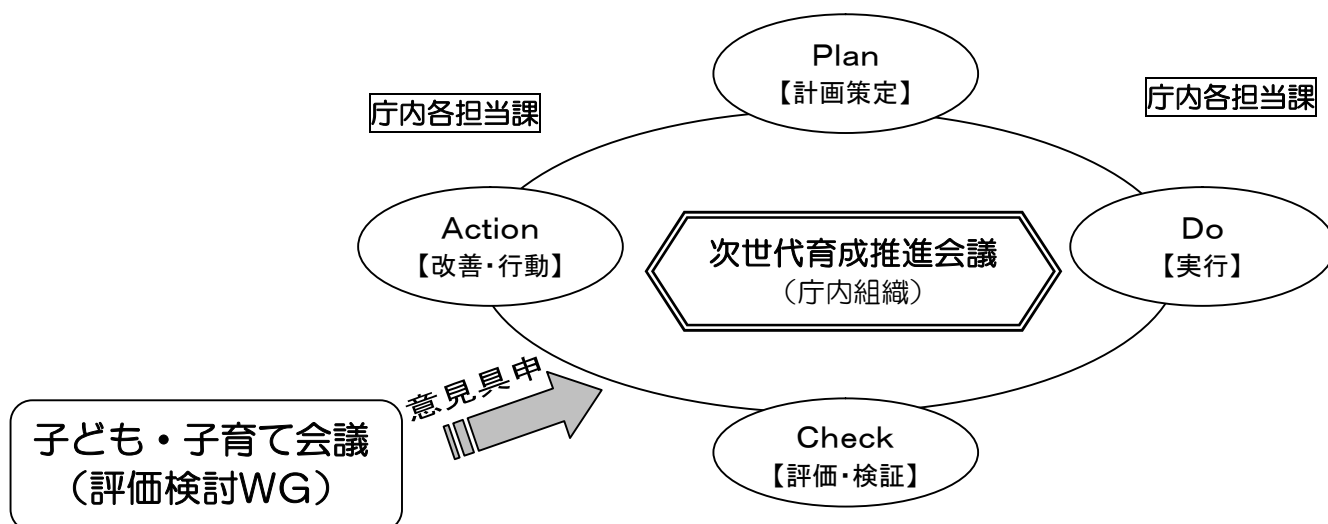 Plan
【計画策定】
庁内各担当課
庁内各担当課
Action
【改善・行動】
次世代育成推進会議
（庁内組織）
Do
【実行】
意見具申
子ども・子育て会議
（評価検討WG）
Check
【評価・検証】